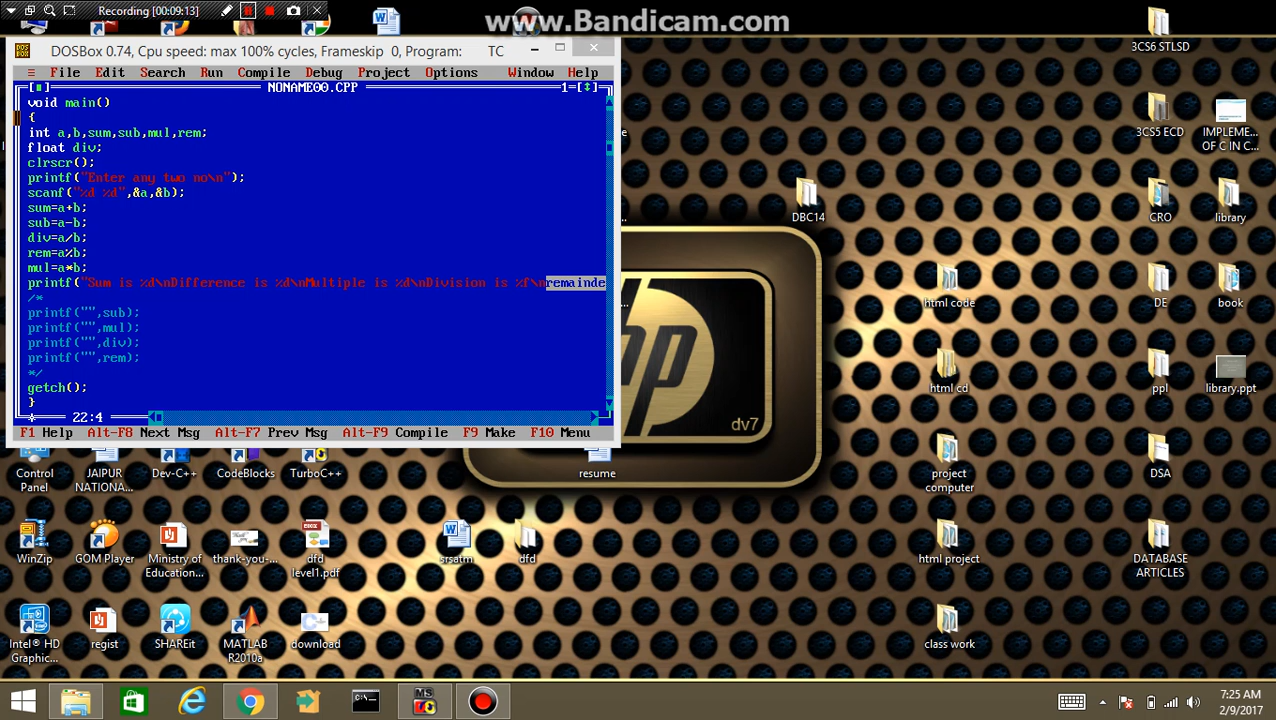 Recording [00:09:13]
www.Bandicam.com
DOSBox 0.74, Cpu speed: max 100% cycles, Frameskip 0, Program: TC
≡ File Edit Search Run Compile Debug Project Options Window Help
[■] NONAME00.CPP 1=[↕]
void main()
{
int a,b,sum,sub,mul,rem;
float div;
clrscr();
printf("Enter any two no\n");
scanf("%d %d",&a,&b);
sum=a+b;
sub=a-b;
div=a/b;
rem=a%b;
mul=a*b;
printf("Sum is %d\nDifference is %d\nMultiple is %d\nDivision is %f\nremainde
/*
printf("",sub);
printf("",mul);
printf("",div);
printf("",rem);
*/
getch();
}
22:4
F1 Help Alt-F8 Next Msg Alt-F7 Prev Msg Alt-F9 Compile F9 Make F10 Menu
3CS6 STLSD
3CS5 ECD
IMPLEME...
OF C IN C...
DBC14
CRO
library
html code
DE
book
html cd
ppl
library.ppt
hp
dv7
Control
Panel
JAIPUR
NATIONA...
Dev-C++
CodeBlocks
TurboC++
resume
project
computer
DSA
WinZip
GOM Player
Ministry of
Education...
thank-you-...
dfd
level1.pdf
srsatm
dfd
html project
DATABASE
ARTICLES
Intel® HD
Graphic...
regist
SHAREit
MATLAB
R2010a
download
class work
7:25 AM
2/9/2017